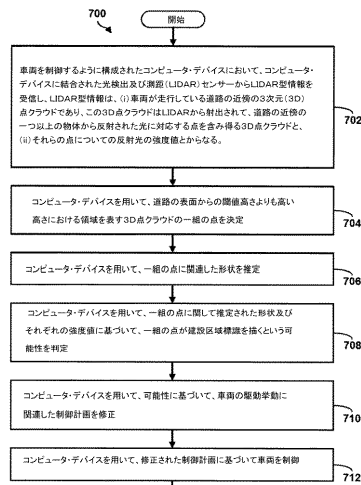 700
開始
車両を制御するように構成されたコンピュータ・デバイスにおいて、コンピュータ・
デバイスに結合された光検出及び測距(LIDAR)センサーからLIDAR型情報を
受信し、LIDAR型情報は、(i)車両が走行している道路の近傍の3次元(3D)
点クラウドであり、この3D点クラウドはLIDARから射出されて、道路の近傍の
一つ以上の物体から反射された光に対応する点を含み得る3D点クラウドと、
(ii)それらの点についての反射光の強度値とからなる。
702
コンピュータ・デバイスを用いて、道路の表面からの閾値高さよりも高い
高さにおける領域を表す3D点クラウドの一組の点を決定
704
コンピュータ・デバイスを用いて、一組の点に関連した形状を推定
706
コンピュータ・デバイスを用いて、一組の点に関して推定された形状及び
それぞれの強度値に基づいて、一組の点が建設区域標識を描くという可
能性を判定
708
コンピュータ・デバイスを用いて、可能性に基づいて、車両の駆動挙動に
関連した制御計画を修正
710
コンピュータ・デバイスを用いて、修正された制御計画に基づいて車両を制御
712